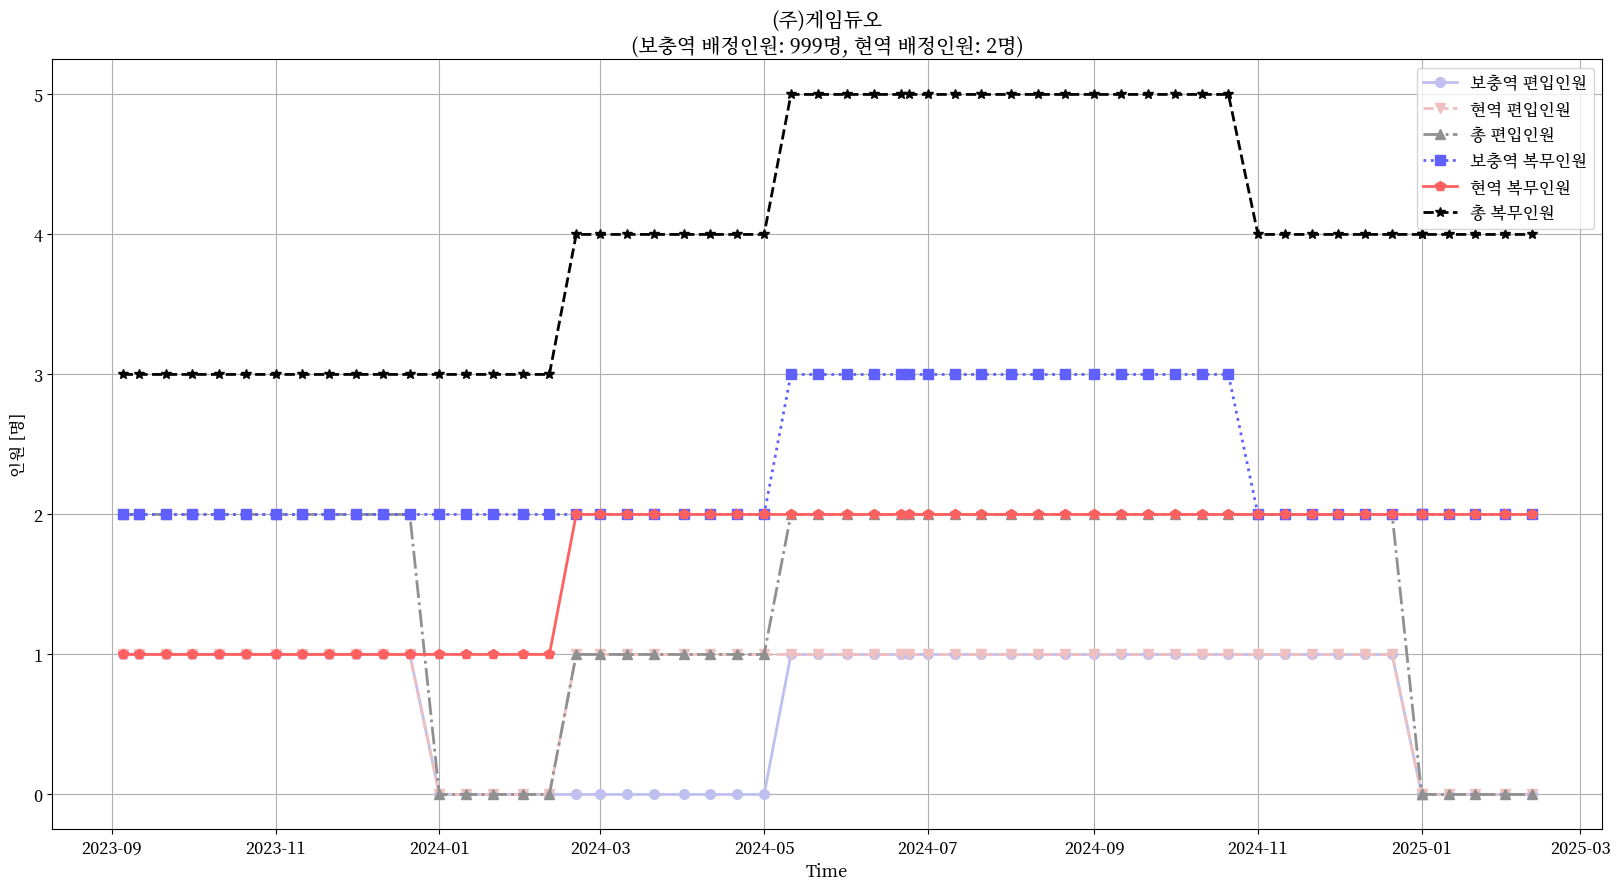 (주)게임듀오
(보충역 배정인원: 999명, 현역 배정인원: 2명)
보충역 편입인원
현역 편입인원
총 편입인원
보충역 복무인원
현역 복무인원
총 복무인원
인원 [명]
5
4
3
2
1
0
2023-09
2023-11
2024-01
2024-03
2024-05
2024-07
2024-09
2024-11
2025-01
2025-03
Time